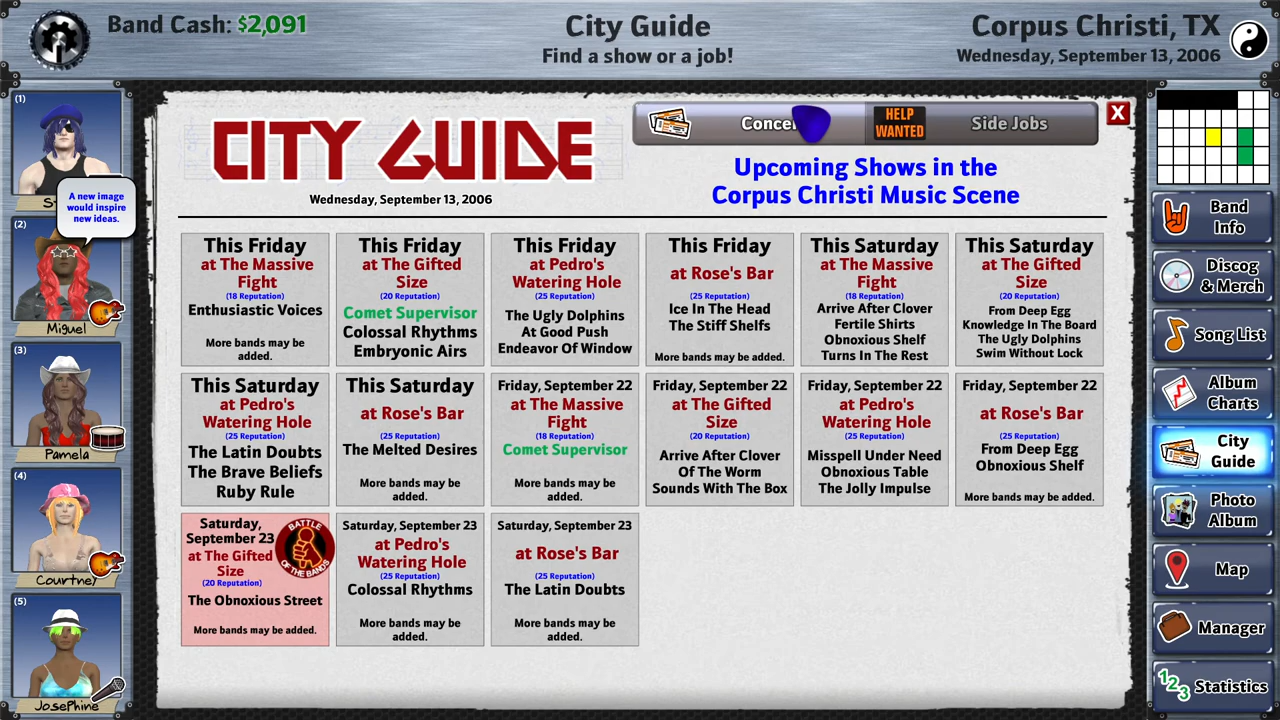 Band Cash: $2,091
City Guide
Find a show or a job!
Corpus Christi, TX
Wednesday, September 13, 2006
(1)
A new image
would inspire
new ideas.
(2)
Miguel
(3)
Pamela
(4)
Courtney
(5)
Josephine
CITY GUIDE
Wednesday, September 13, 2006
HELP
WANTED
Side Jobs
X
Upcoming Shows in the
Corpus Christi Music Scene
This Friday
at The Massive
Fight
(18 Reputation)
Enthusiastic Voices
More bands may be
added.
This Friday
at The Gifted
Size
(20 Reputation)
Comet Supervisor
Colossal Rhythms
Embryonic Airs
This Friday
at Pedro's
Watering Hole
(25 Reputation)
The Ugly Dolphins
At Good Push
Endeavor Of Window
This Friday
at Rose's Bar
(25 Reputation)
Ice In The Head
The Stiff Shelfs
More bands may be added.
This Saturday
at The Massive
Fight
(18 Reputation)
Arrive After Clover
Fertile Shirts
Obnoxious Shelf
Turns In The Rest
This Saturday
at The Gifted
Size
(20 Reputation)
From Deep Egg
Knowledge In The Board
The Ugly Dolphins
Swim Without Lock
This Saturday
at Pedro's
Watering Hole
(25 Reputation)
The Latin Doubts
The Brave Beliefs
Ruby Rule
This Saturday
at Rose's Bar
(25 Reputation)
The Melted Desires
More bands may be
added.
Friday, September 22
at The Massive
Fight
(18 Reputation)
Comet Supervisor
More bands may be
added.
Friday, September 22
at The Gifted
Size
(20 Reputation)
Arrive After Clover
Of The Worm
Sounds With The Box
Friday, September 22
at Pedro's
Watering Hole
(25 Reputation)
Misspell Under Need
Obnoxious Table
The Jolly Impulse
Friday, September 22
at Rose's Bar
(25 Reputation)
From Deep Egg
Obnoxious Shelf
More bands may be added.
Saturday,
September 23
at The Gifted
Size
(20 Reputation)
BATTLE
OF THE BANDS
The Obnoxious Street
More bands may be added.
Saturday, September 23
at Pedro's
Watering Hole
(25 Reputation)
Colossal Rhythms
More bands may be
added.
Saturday, September 23
at Rose's Bar
(25 Reputation)
The Latin Doubts
More bands may be
added.
Band
Info
Discog
& Merch
Song List
Album
Charts
City
Guide
Photo
Album
Map
Manager
123
Statistics